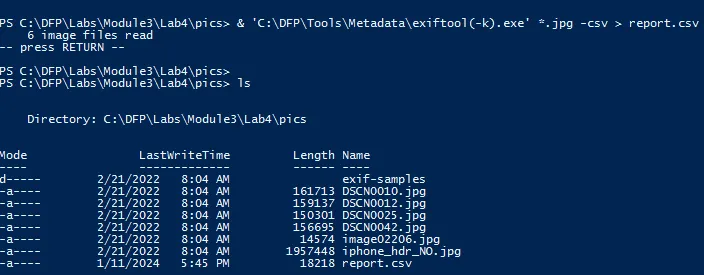 PS C:\DFP\Labs\Module3\Lab4\pics> & 'C:\DFP\Tools\Metadata\exiftool(-k).exe' *.jpg -csv > report.csv
    6 image files read
-- press RETURN --
PS C:\DFP\Labs\Module3\Lab4\pics>
PS C:\DFP\Labs\Module3\Lab4\pics> ls
    Directory: C:\DFP\Labs\Module3\Lab4\pics
Mode                LastWriteTime         Length Name
----                -------------         ------ ----
d-----        2/21/2022   8:04 AM                exif-samples
-a----        2/21/2022   8:04 AM         161713 DSCN0010.jpg
-a----        2/21/2022   8:04 AM         159137 DSCN0012.jpg
-a----        2/21/2022   8:04 AM         150301 DSCN0025.jpg
-a----        2/21/2022   8:04 AM         156695 DSCN0042.jpg
-a----        2/21/2022   8:04 AM          14574 image02206.jpg
-a----        2/21/2022   8:04 AM        1957448 iphone_hdr_NO.jpg
-a----        1/11/2024   5:45 PM          18218 report.csv